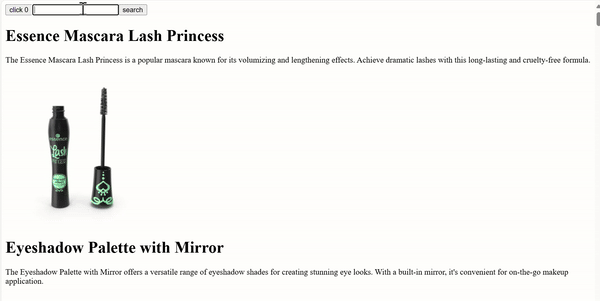 click 0 search
Essence Mascara Lash Princess
The Essence Mascara Lash Princess is a popular mascara known for its volumizing and lengthening effects. Achieve dramatic lashes with this long-lasting and cruelty-free formula.
essence
Lash
PRINCESS
Eyeshadow Palette with Mirror
The Eyeshadow Palette with Mirror offers a versatile range of eyeshadow shades for creating stunning eye looks. With a built-in mirror, it's convenient for on-the-go makeup
application.